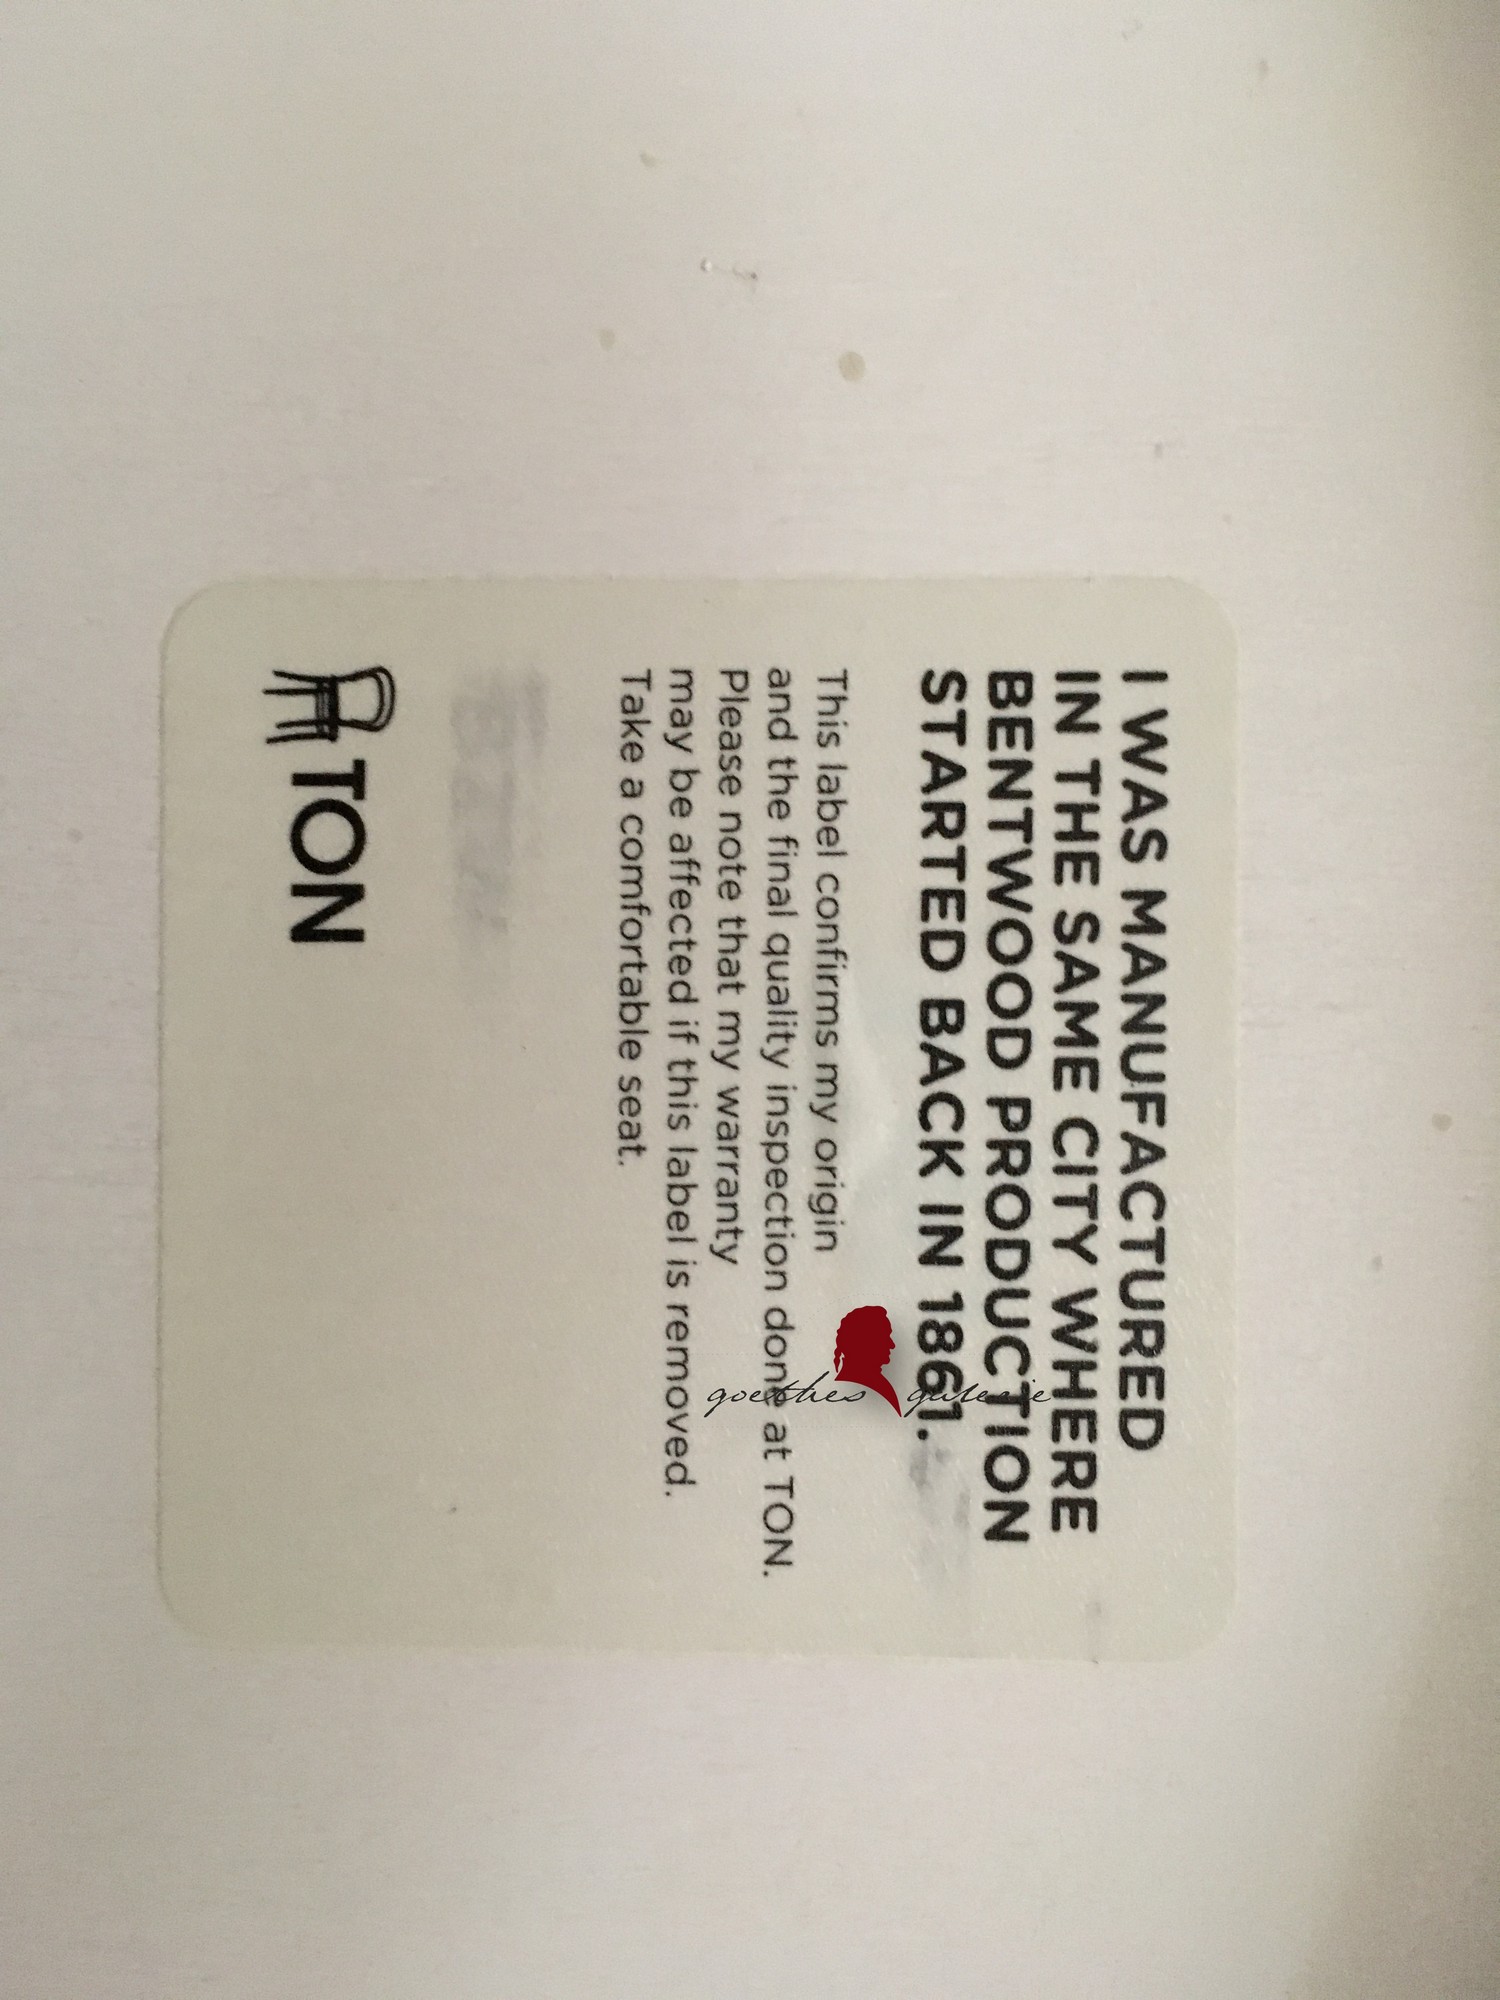 I WAS MANUFACTURED
IN THE SAME CITY WHERE
BENTWOOD PRODUCTION
STARTED BACK IN 1861.
This label confirms my origin
and the final quality inspection done at TON.
Please note that my warranty
may be affected if this label is removed.
Take a comfortable seat.
TON
goethes galerie